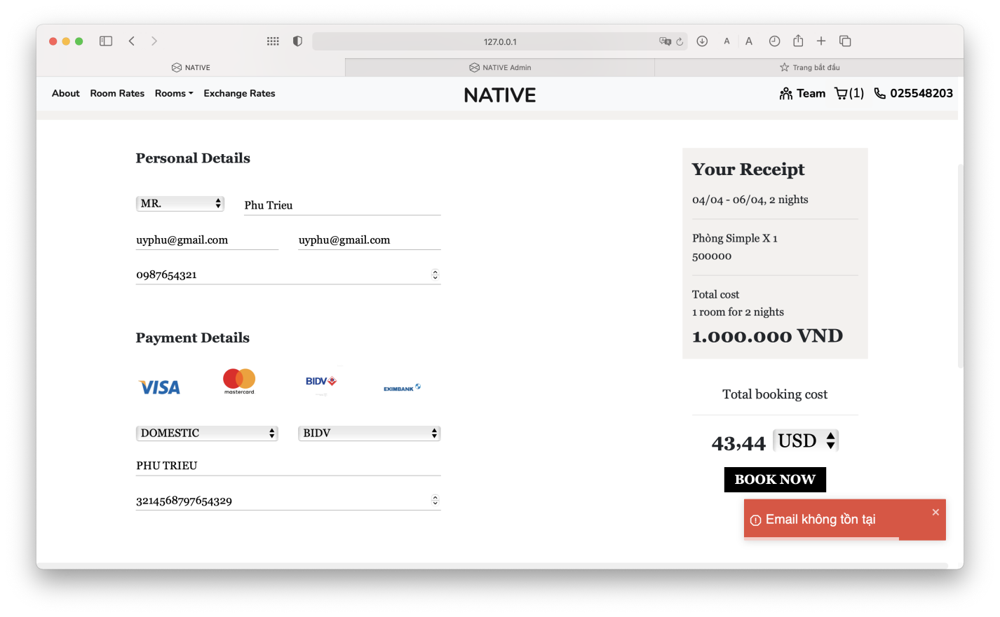 127.0.0.1
A A
NATIVE
NATIVE Admin
Trang bắt đầu
About Room Rates Rooms Exchange Rates
NATIVE
Team (1) 025548203
Personal Details
MR. Phu Trieu
uyphu@gmail.com uyphu@gmail.com
0987654321
Payment Details
VISA
mastercard
BIDV
EXIMBANK
DOMESTIC BIDV
PHU TRIEU
3214568797654329
Your Receipt
04/04 - 06/04, 2 nights
Phòng Simple X 1
500000
Total cost
1 room for 2 nights
1.000.000 VND
Total booking cost
43,44 USD
BOOK NOW
Email không tồn tại